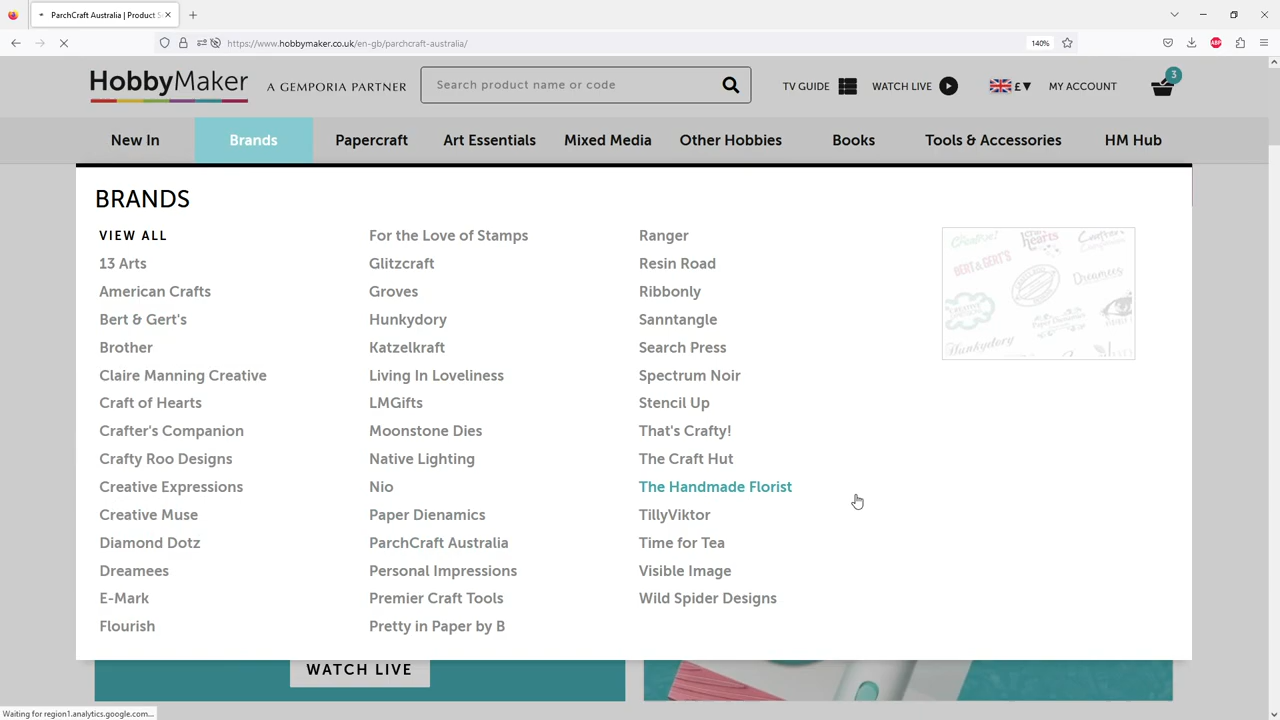 ParchCraft Australia | Product S
https://www.hobbymaker.co.uk/en-gb/parchcraft-australia/
140%
HobbyMaker
A GEMPORIA PARTNER
Search product name or code
TV GUIDE
WATCH LIVE
£
MY ACCOUNT
3
New In
Brands
Papercraft
Art Essentials
Mixed Media
Other Hobbies
Books
Tools & Accessories
HM Hub
BRANDS
VIEW ALL
13 Arts
American Crafts
Bert & Gert's
Brother
Claire Manning Creative
Craft of Hearts
Crafter's Companion
Crafty Roo Designs
Creative Expressions
Creative Muse
Diamond Dotz
Dreamees
E-Mark
Flourish
For the Love of Stamps
Glitzcraft
Groves
Hunkydory
Katzelkraft
Living In Loveliness
LMGifts
Moonstone Dies
Native Lighting
Nio
Paper Dienamics
ParchCraft Australia
Personal Impressions
Premier Craft Tools
Pretty in Paper by B
Ranger
Resin Road
Ribbonly
Sanntangle
Search Press
Spectrum Noir
Stencil Up
That's Crafty!
The Craft Hut
The Handmade Florist
TillyViktor
Time for Tea
Visible Image
Wild Spider Designs
BERT & GERT'S
Dreamees
Hunkydory
WATCH LIVE
Waiting for region1.analytics.google.com...